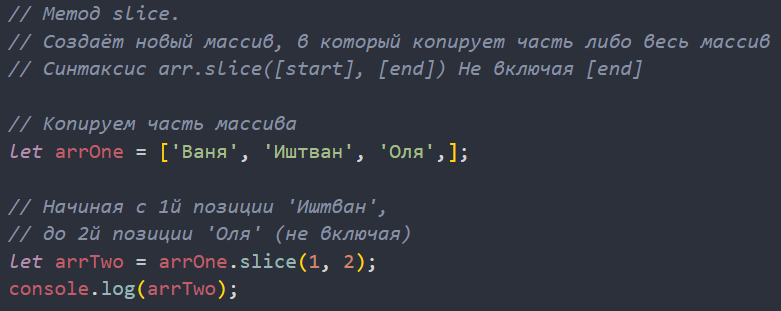 // Метод slice.
// Создаёт новый массив, в который копирует часть либо весь массив
// Синтаксис arr.slice([start], [end]) Не включая [end]
// Копируем часть массива
let arrOne = ['Ваня', 'Иштван', 'Оля',];
// Начиная с 1й позиции 'Иштван',
// до 2й позиции 'Оля' (не включая)
let arrTwo = arrOne.slice(1, 2);
console.log(arrTwo);